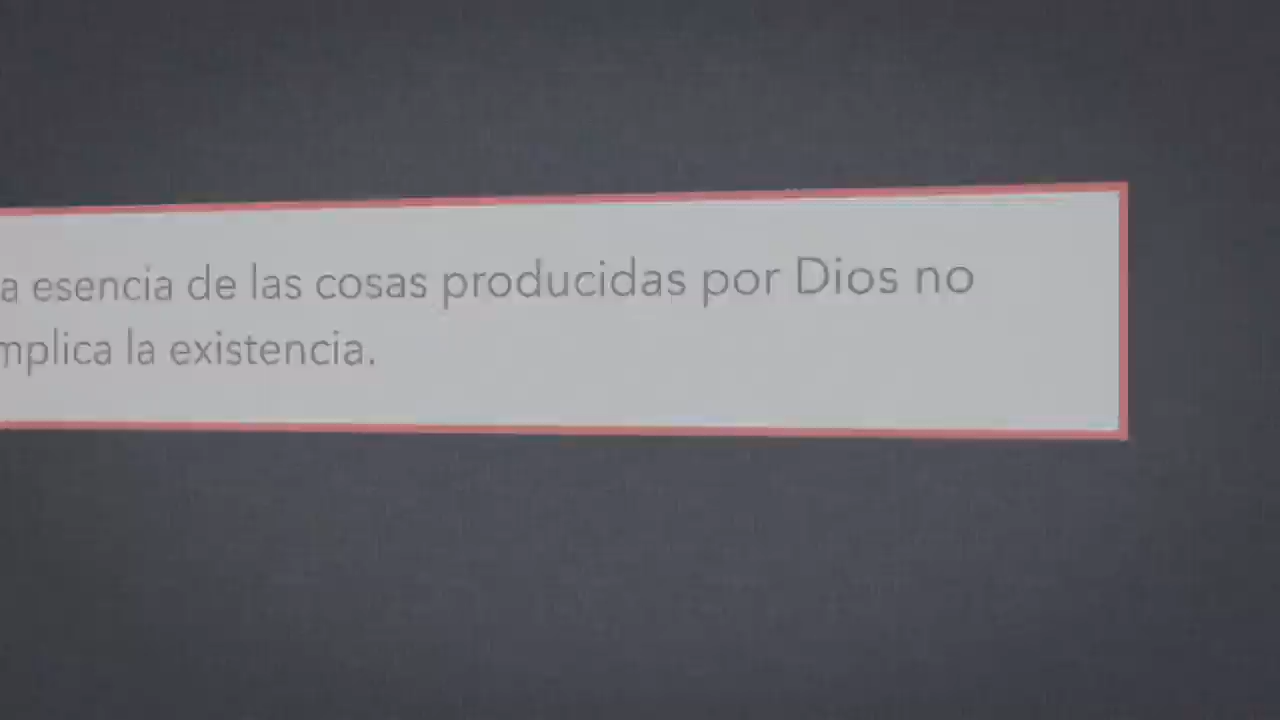 a esencia de las cosas producidas por Dios no
mplica la existencia.